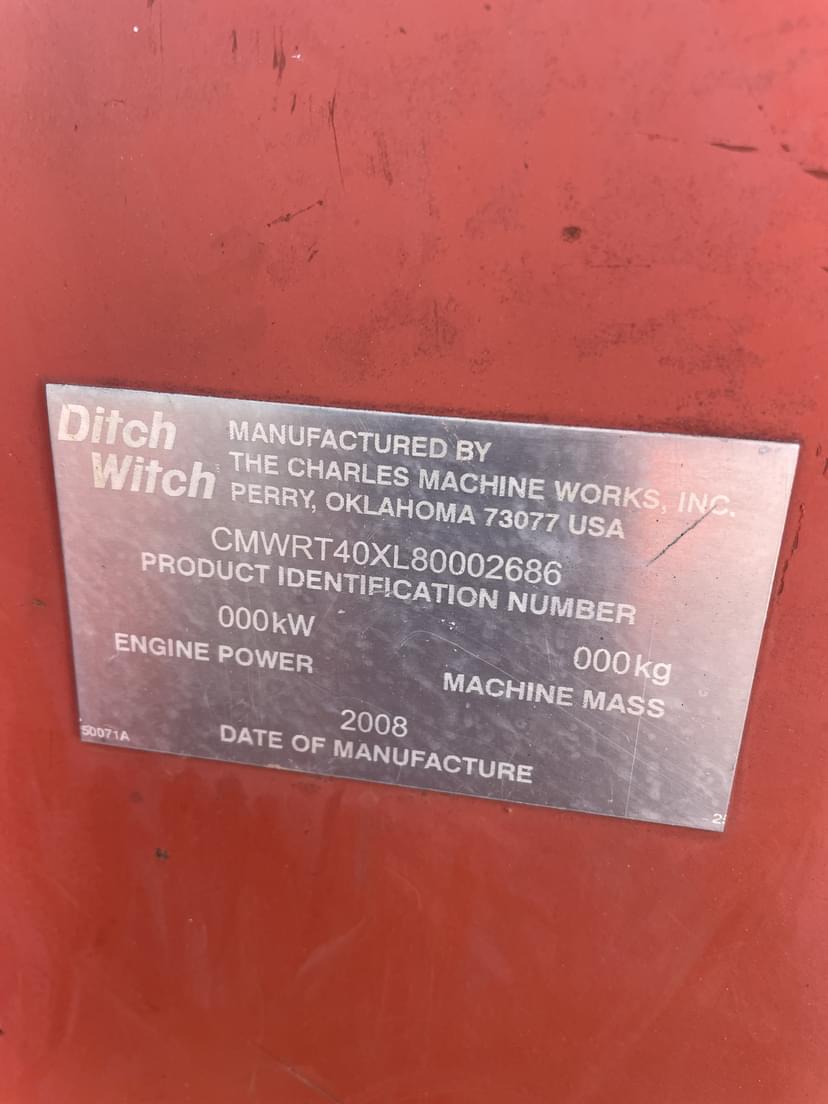 Ditch
Witch
MANUFACTURED BY
THE CHARLES MACHINE WORKS, INC.
PERRY, OKLAHOMA 73077 USA
CMWRT40XL80002686
PRODUCT IDENTIFICATION NUMBER
000kW
ENGINE POWER
000kg
MACHINE MASS
2008
DATE OF MANUFACTURE
50071A